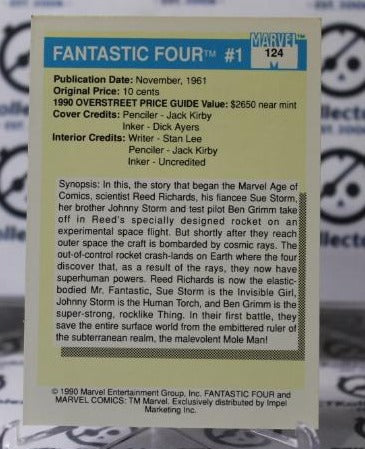 FANTASTIC FOUR™ #1
MARVEL™
124
Publication Date: November, 1961
Original Price: 10 cents
1990 OVERSTREET PRICE GUIDE Value: $2650 near mint
Cover Credits: Penciler - Jack Kirby
Inker - Dick Ayers
Interior Credits: Writer - Stan Lee
Penciler - Jack Kirby
Inker - Uncredited
Synopsis: In this, the story that began the Marvel Age of
Comics, scientist Reed Richards, his fiancee Sue Storm,
her brother Johnny Storm and test pilot Ben Grimm take
off in Reed's specially designed rocket on an
experimental space flight. But shortly after they reach
outer space the craft is bombarded by cosmic rays. The
out-of-control rocket crash-lands on Earth where the four
discover that, as a result of the rays, they now have
superhuman powers. Reed Richards is now the elastic-
bodied Mr. Fantastic, Sue Storm is the Invisible Girl,
Johnny Storm is the Human Torch, and Ben Grimm is the
super-strong, rocklike Thing. In their first battle, they
save the entire surface world from the embittered ruler of
the subterranean realm, the malevolent Mole Man!
© 1990 Marvel Entertainment Group, Inc. FANTASTIC FOUR and
MARVEL COMICS: TM Marvel. Exclusively distributed by Impel
Marketing Inc.